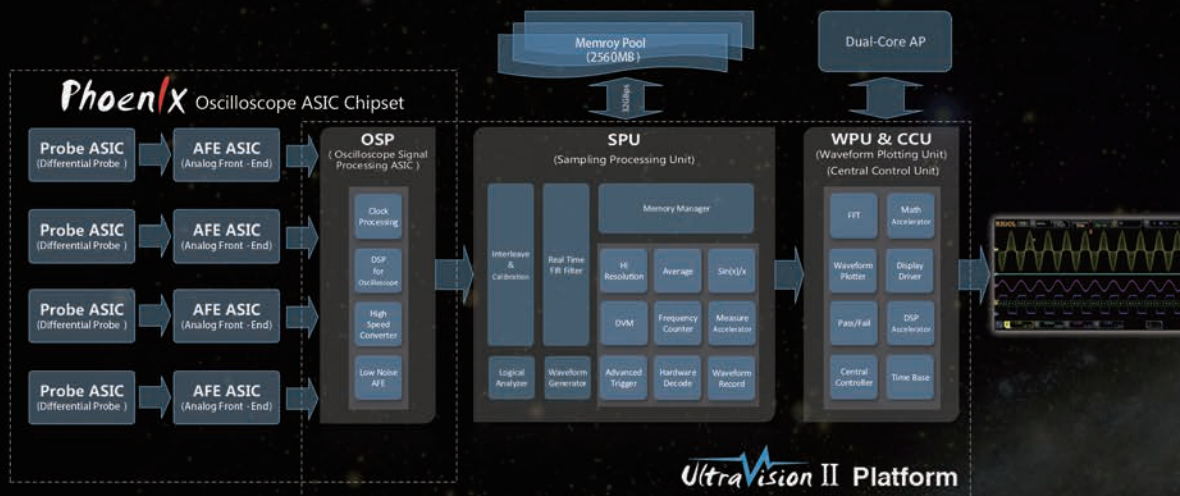 Memroy Pool
(2560MB)
Dual-Core AP
32GBps
Phoenix Oscilloscope ASIC Chipset
Probe ASIC
(Differential Probe )
AFE ASIC
(Analog Front -End)
Probe ASIC
(Differential Probe )
AFE ASIC
(Analog Front -End)
Probe ASIC
(Differential Probe )
AFE ASIC
(Analog Front -End)
Probe ASIC
(Differential Probe )
AFE ASIC
(Analog Front -End)
OSP
( Oscilloscope Signal
Processing ASIC )
Clock
Processing
DSP
for
Oscilloscope
High
Speed
Converter
Low Noise
AFE
SPU
(Sampling Processing Unit)
Interleave
&
Calibration
Real Time
FIlt Filter
Memory Manager
Hi
Resolution
Average
Sin(x)/x
DVM
Frequency
Counter
Measure
Accelerator
Logical
Analyzer
Waveform
Generator
Advanced
Trigger
Hardware
Decode
Waveform
Record
WPU & CCU
(Waveform Plotting Unit)
(Central Control Unit)
FFT
Math
Accelerator
Waveform
Plotter
Display
Driver
Pass/Fail
DSP
Accelerator
Central
Controller
Time Base
RIGOL
UltraVision II Platform